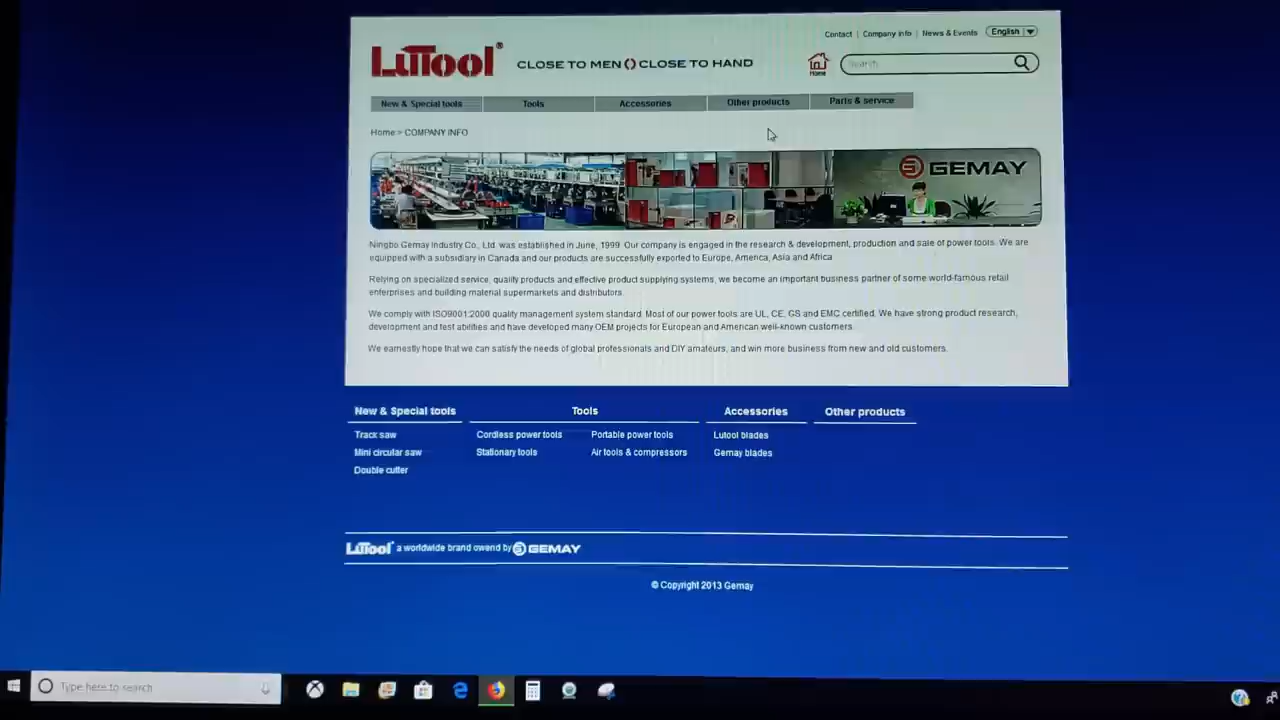 Contact | Company info | News & Events English
LuTool® CLOSE TO MEN CLOSE TO HAND
Home
Search
New & Special tools Tools Accessories Other products Parts & service
Home > COMPANY INFO
GEMAY
Ningbo Gemay Industry Co., Ltd. was established in June, 1999. Our company is engaged in the research & development, production and sale of power tools. We are
equipped with a subsidiary in Canada and our products are successfully exported to Europe, America, Asia and Africa
Relying on specialized service, quality products and effective product supplying systems, we become an important business partner of some world-famous retail
enterprises and building material supermarkets and distributors.
We comply with ISO9001:2000 quality management system standard. Most of our power tools are UL, CE, GS and EMC certified. We have strong product research,
development and test abilities and have developed many OEM projects for European and American well-known customers.
We earnestly hope that we can satisfy the needs of global professionals and DIY amateurs, and win more business from new and old customers.
New & Special tools Tools Accessories Other products
Track saw Cordless power tools Portable power tools Lutool blades
Mini circular saw Stationary tools Air tools & compressors Gemay blades
Double cutter
LuTool® a worldwide brand owend by GEMAY
© Copyright 2013 Gemay
Type here to search